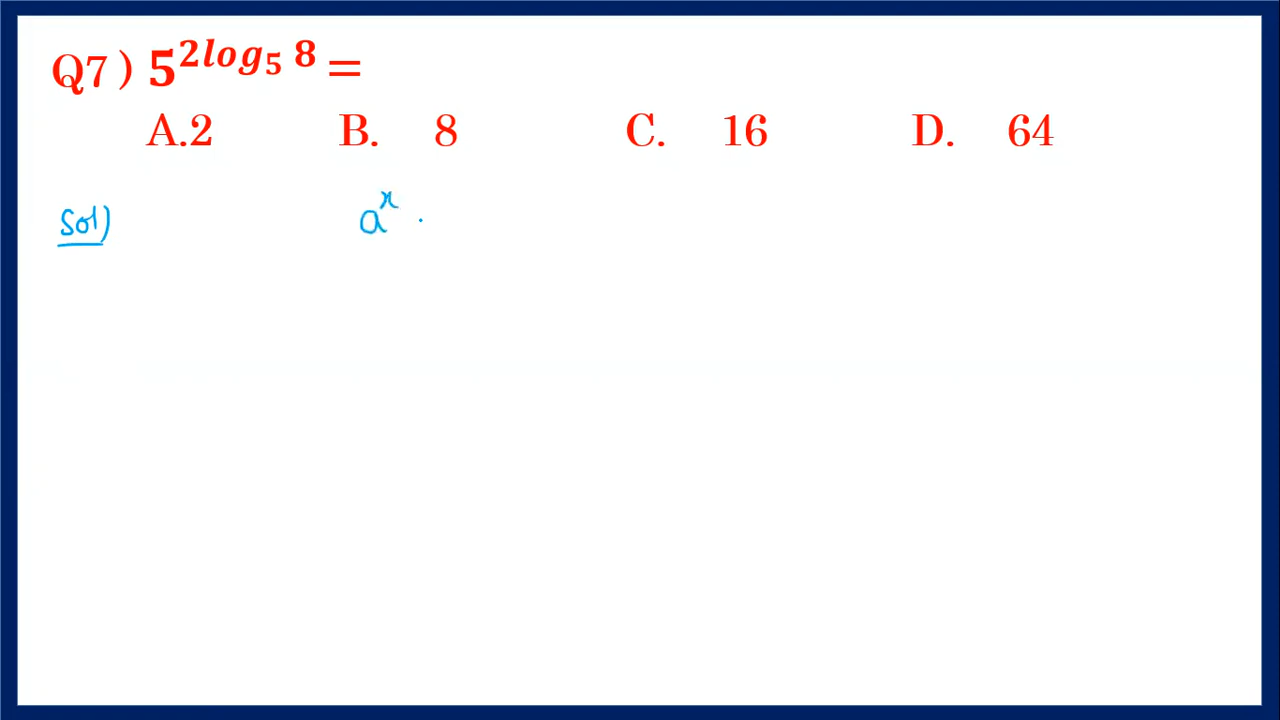 Q7) 5^{2log_5 8} =
A.2 B. 8 C. 16 D. 64
Sol) a^x